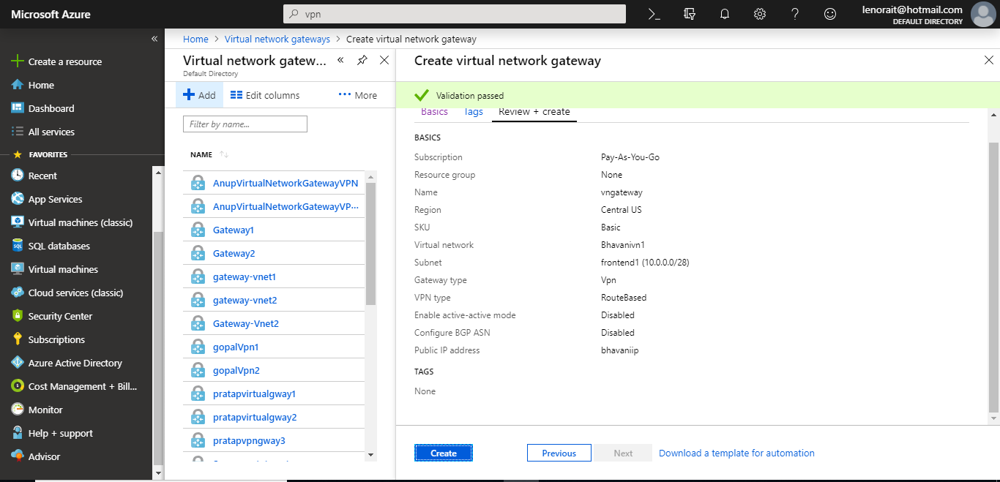 Microsoft Azure
vpn
lenorait@hotmail.com
DEFAULT DIRECTORY
Create a resource
Home
Dashboard
All services
FAVORITES
Recent
App Services
Virtual machines (classic)
SQL databases
Virtual machines
Cloud services (classic)
Security Center
Subscriptions
Azure Active Directory
Cost Management + Bill...
Monitor
Help + support
Advisor
Home > Virtual network gateways > Create virtual network gateway
Virtual network gatew...
Default Directory
Add Edit columns More
Filter by name...
NAME
AnupVirtualNetworkGatewayVPN
AnupVirtualNetworkGatewayVP...
Gateway1
Gateway2
gateway-vnet1
gateway-vnet2
Gateway-Vnet2
gopalVpn1
gopalVpn2
pratapvirtualgway1
pratapvirtualgway2
pratapvpngway3
Create virtual network gateway
Validation passed
Basics Tags Review + create
BASICS
Subscription Pay-As-You-Go
Resource group None
Name vngateway
Region Central US
SKU Basic
Virtual network Bhavanivn1
Subnet frontend1 (10.0.0.0/28)
Gateway type Vpn
VPN type RouteBased
Enable active-active mode Disabled
Configure BGP ASN Disabled
Public IP address bhavaniip
TAGS
None
Create Previous Next Download a template for automation